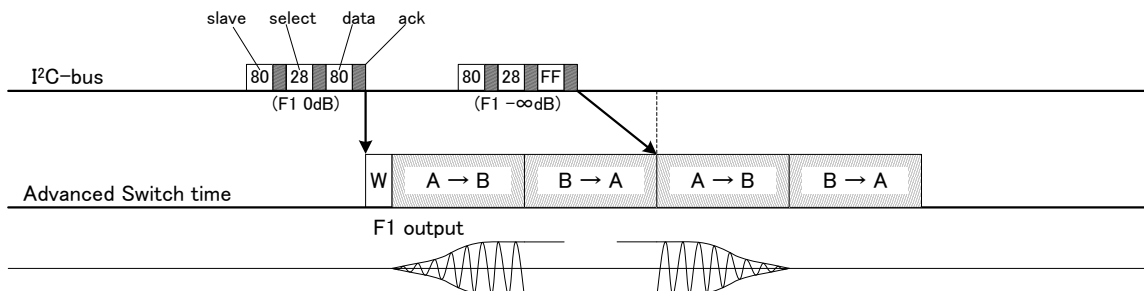 slave select data ack
I²C-bus
80 28 80
80 28 FF
(F1 0dB)
(F1 −∞dB)
Advanced Switch time
W A → B B → A A → B B → A
F1 output